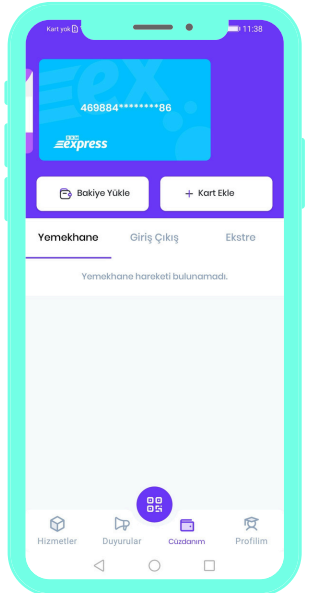 Kart yok
11:38
469884********86
express
Bakiye Yükle
+ Kart Ekle
Yemekhane
Giriş Çıkış
Ekstre
Yemekhane hareketi bulunamadı.
Hizmetler
Duyurular
Cüzdanım
Profilim